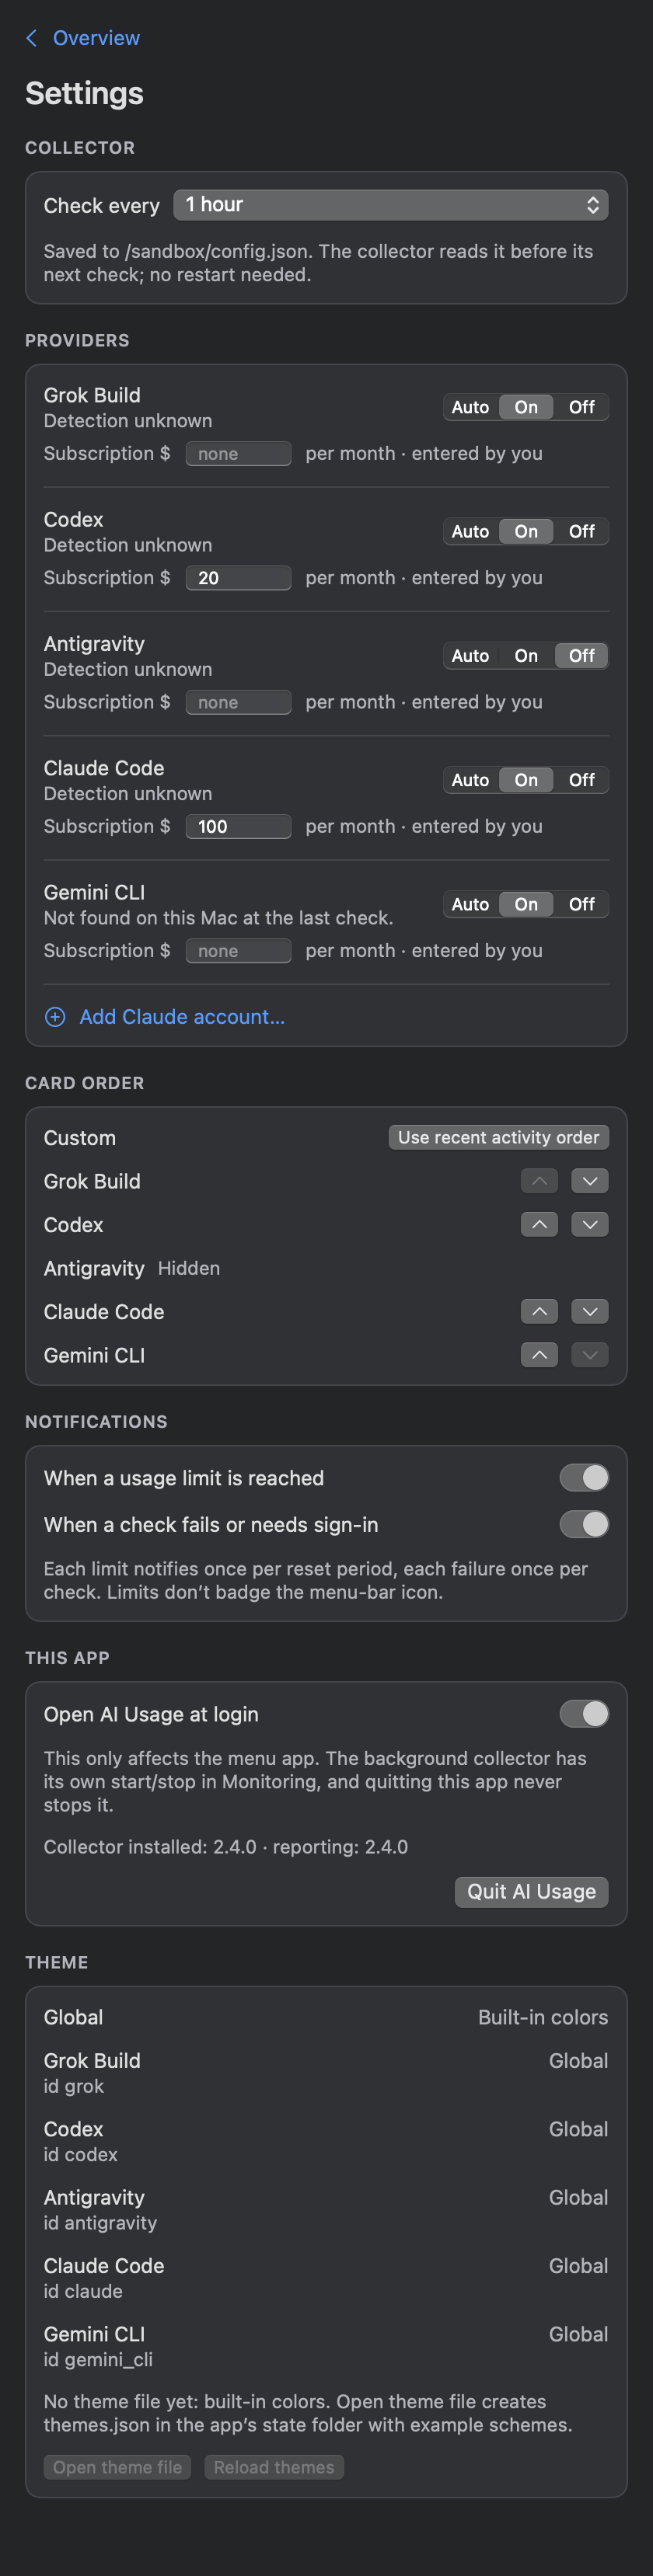 Overview
Settings
COLLECTOR
Check every 1 hour
Saved to /sandbox/config.json. The collector reads it before its
next check; no restart needed.
PROVIDERS
Grok Build
Auto On Off
Detection unknown
Subscription $ none per month · entered by you
Codex
Auto On Off
Detection unknown
Subscription $ 20 per month · entered by you
Antigravity
Auto On Off
Detection unknown
Subscription $ none per month · entered by you
Claude Code
Auto On Off
Detection unknown
Subscription $ 100 per month · entered by you
Gemini CLI
Auto On Off
Not found on this Mac at the last check.
Subscription $ none per month · entered by you
Add Claude account...
CARD ORDER
Custom Use recent activity order
Grok Build
Codex
Antigravity Hidden
Claude Code
Gemini CLI
NOTIFICATIONS
When a usage limit is reached
When a check fails or needs sign-in
Each limit notifies once per reset period, each failure once per
check. Limits don’t badge the menu-bar icon.
THIS APP
Open AI Usage at login
This only affects the menu app. The background collector has
its own start/stop in Monitoring, and quitting this app never
stops it.
Collector installed: 2.4.0 · reporting: 2.4.0
Quit AI Usage
THEME
Global Built-in colors
Grok Build Global
id grok
Codex Global
id codex
Antigravity Global
id antigravity
Claude Code Global
id claude
Gemini CLI Global
id gemini_cli
No theme file yet: built-in colors. Open theme file creates
themes.json in the app’s state folder with example schemes.
Open theme file Reload themes